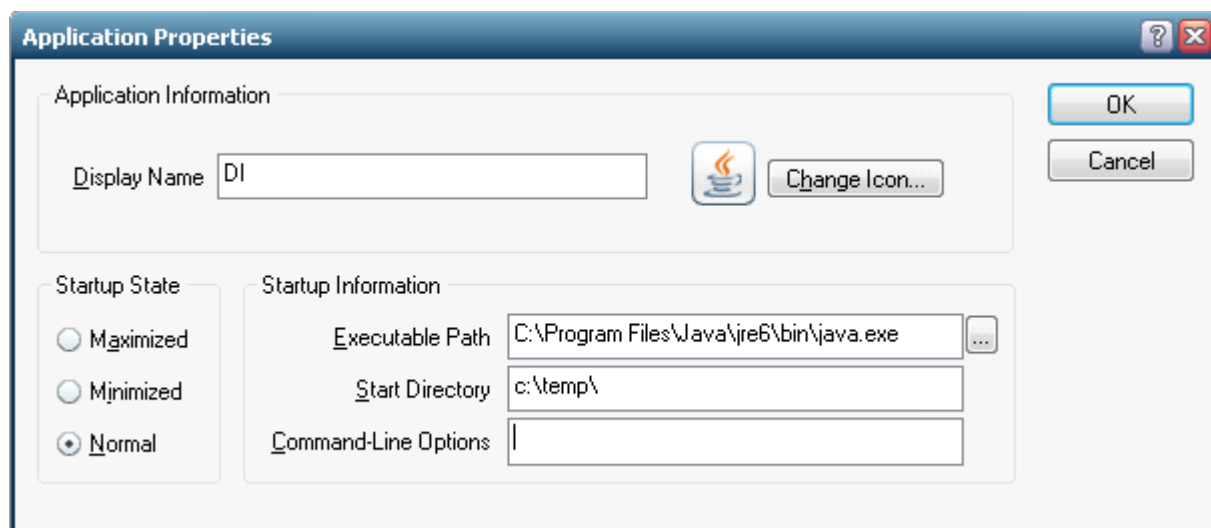 Application Properties
Application Information
OK
Display Name DI Change Icon...
Cancel
Startup State
Startup Information
Maximized
Executable Path C:\Program Files\Java\jre6\bin\java.exe ...
Minimized
Start Directory c:\temp\
Normal
Command-Line Options